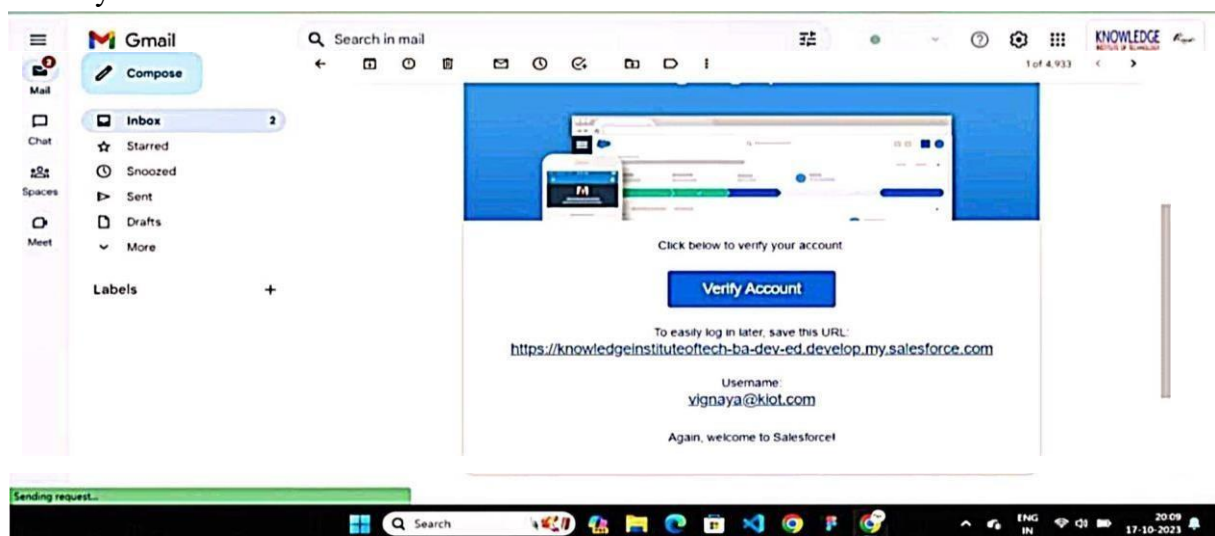 Gmail
Search in mail
KNOWLEDGE
Compose
1 of 4,933
Mail
Inbox 2
Chat
Starred
Snoozed
Spaces
Sent
Drafts
Meet
More
Labels +
Click below to verify your account
Verify Account
To easily log in later, save this URL:
https://knowledgeinstituteoftech-ba-dev-ed.develop.my.salesforce.com
Username:
vignaya@kiot.com
Again, welcome to Salesforce!
Sending request...
Search
ENG
IN
20:09
17-10-2023